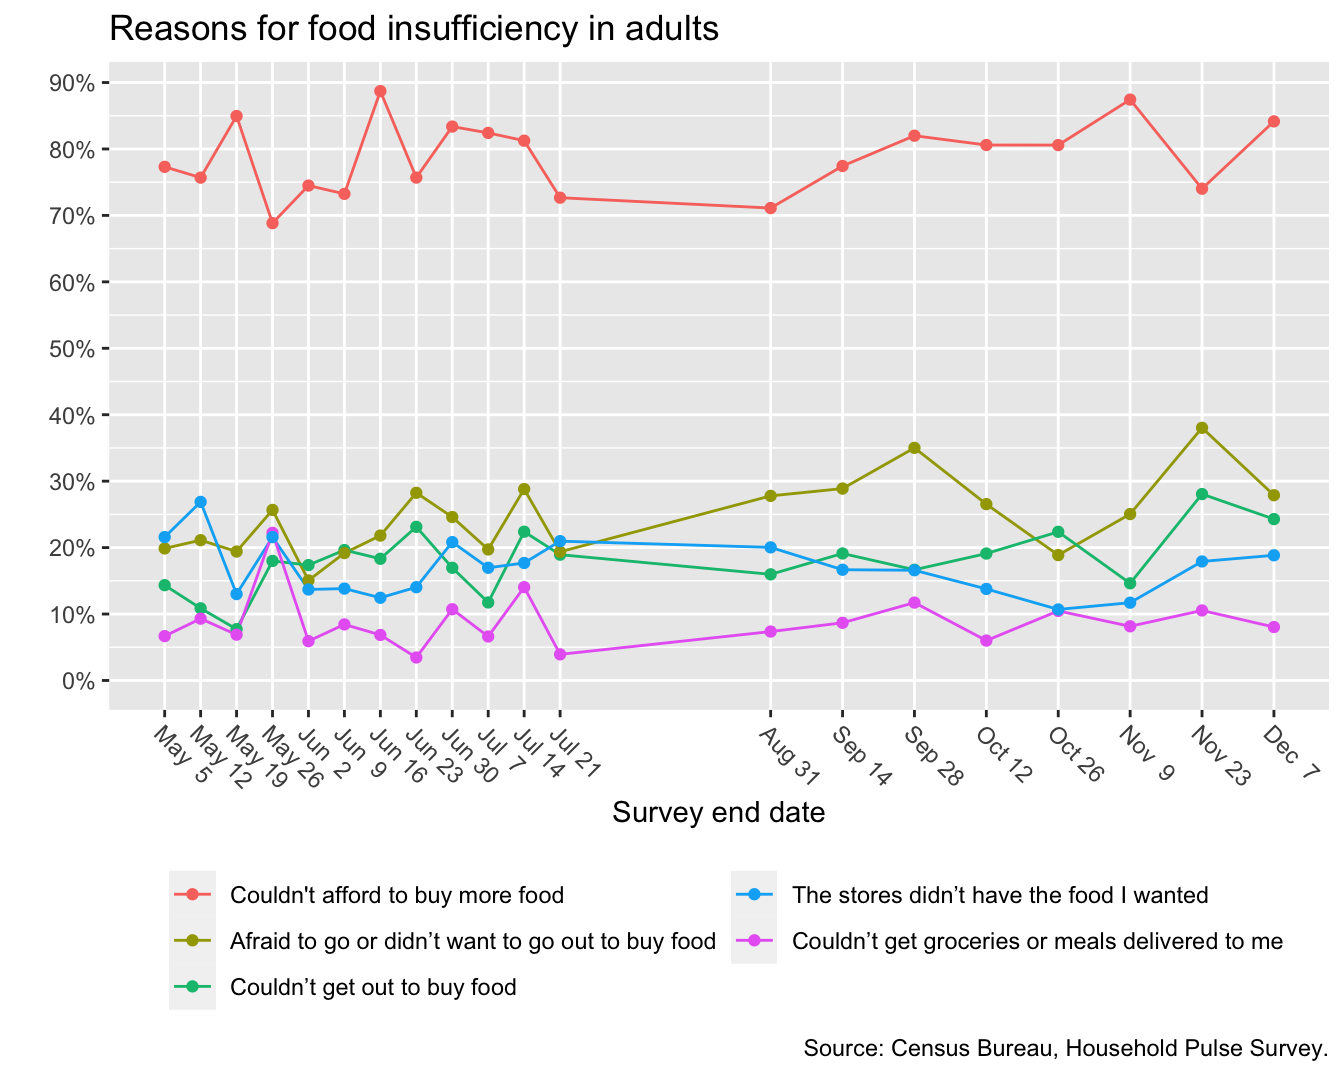 Reasons for food insufficiency in adults
90%
80%
70%
60%
50%
40%
30%
20%
10%
0%
May 5
May 12
May 19
May 26
Jun 2
Jun 9
Jun 16
Jun 23
Jun 30
Jul 7
Jul 14
Jul 21
Aug 31
Sep 14
Sep 28
Oct 12
Oct 26
Nov 9
Nov 23
Dec 7
Survey end date
Couldn't afford to buy more food
Afraid to go or didn’t want to go out to buy food
Couldn’t get out to buy food
The stores didn’t have the food I wanted
Couldn’t get groceries or meals delivered to me
Source: Census Bureau, Household Pulse Survey.